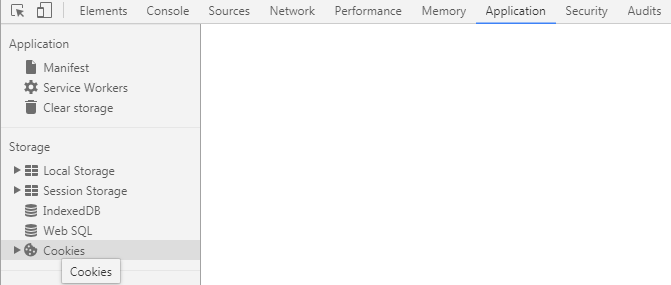 Elements Console Sources Network Performance Memory Application Security Audits
Application
Manifest
Service Workers
Clear storage
Storage
Local Storage
Session Storage
IndexedDB
Web SQL
Cookies
Cookies